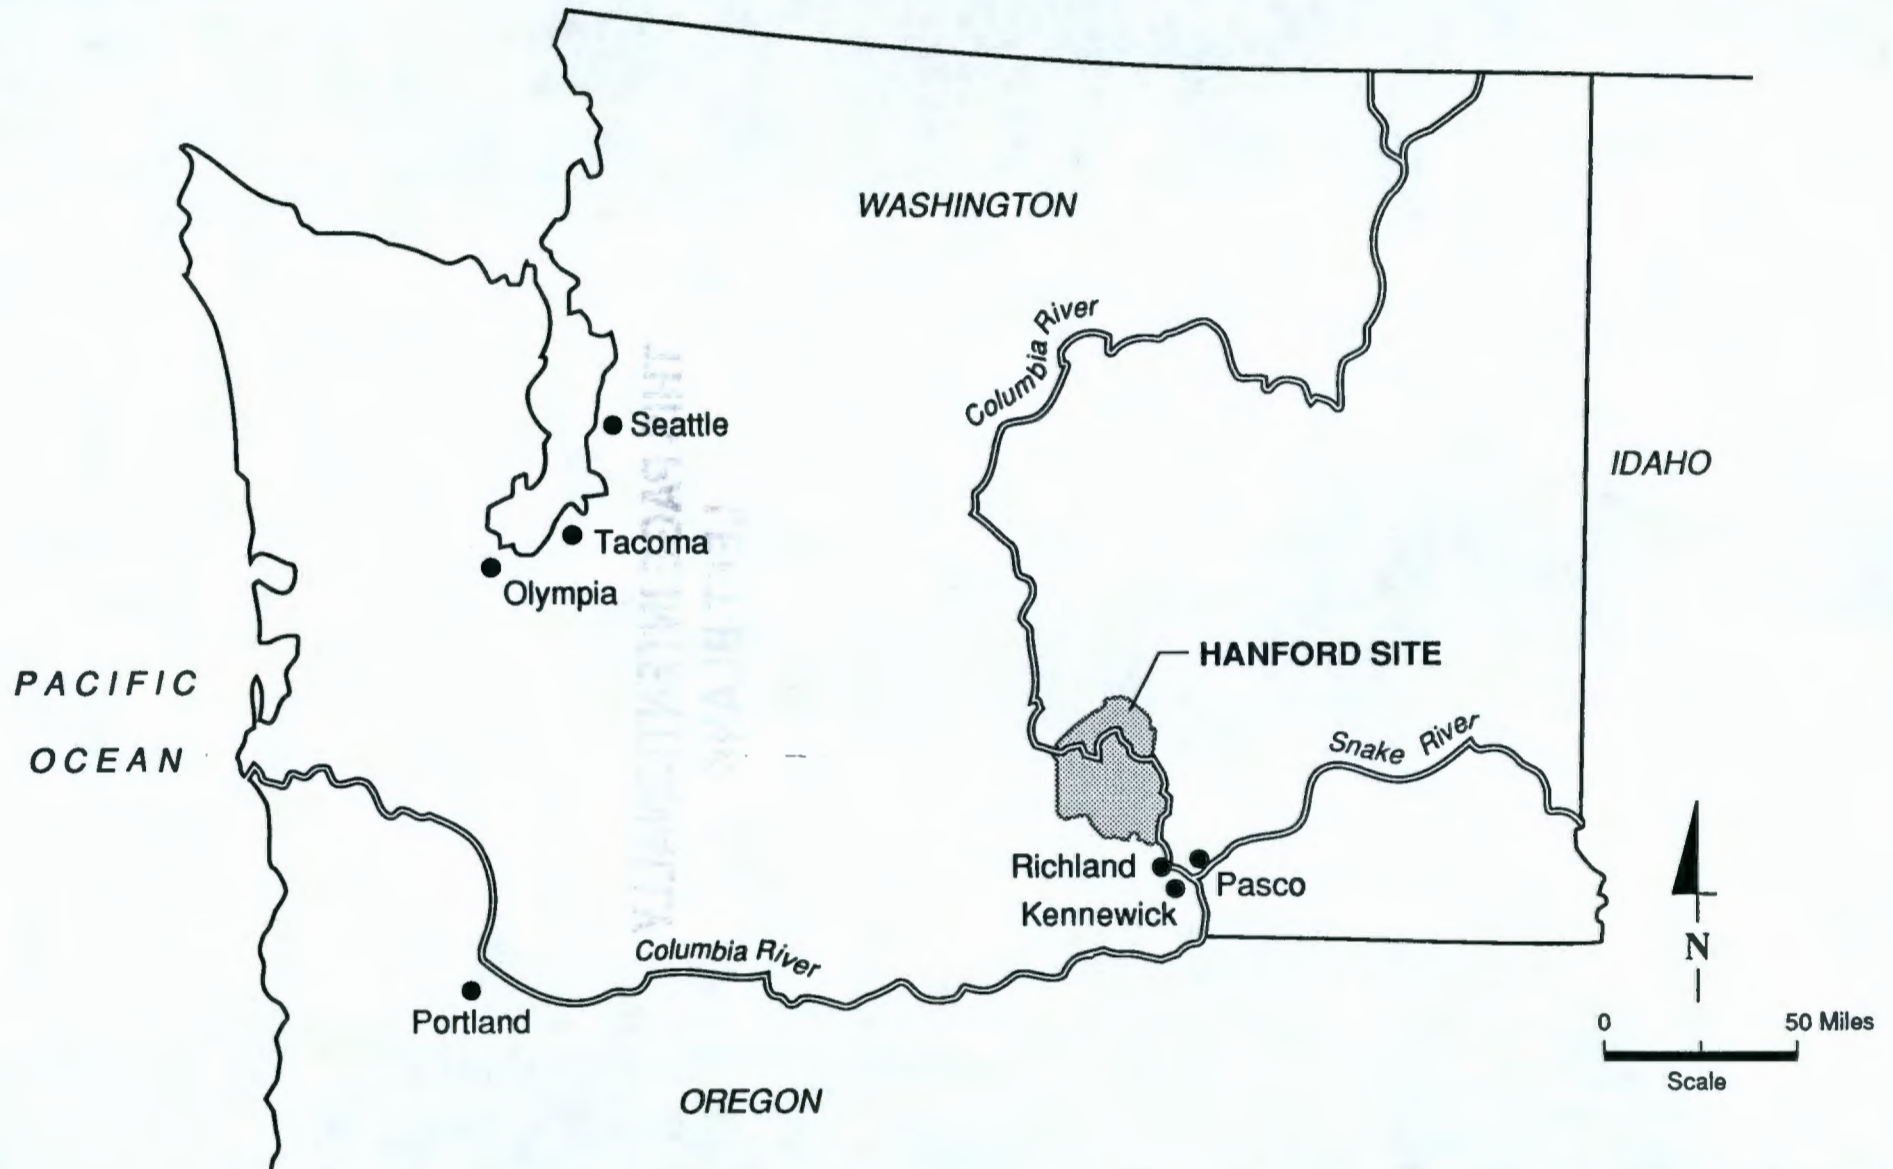 WASHINGTON
Columbia River
Seattle
IDAHO
Tacoma
Olympia
HANFORD SITE
PACIFIC
OCEAN
Snake River
Richland
Pasco
Kennewick
Columbia River
N
Portland
0 50 Miles
Scale
OREGON